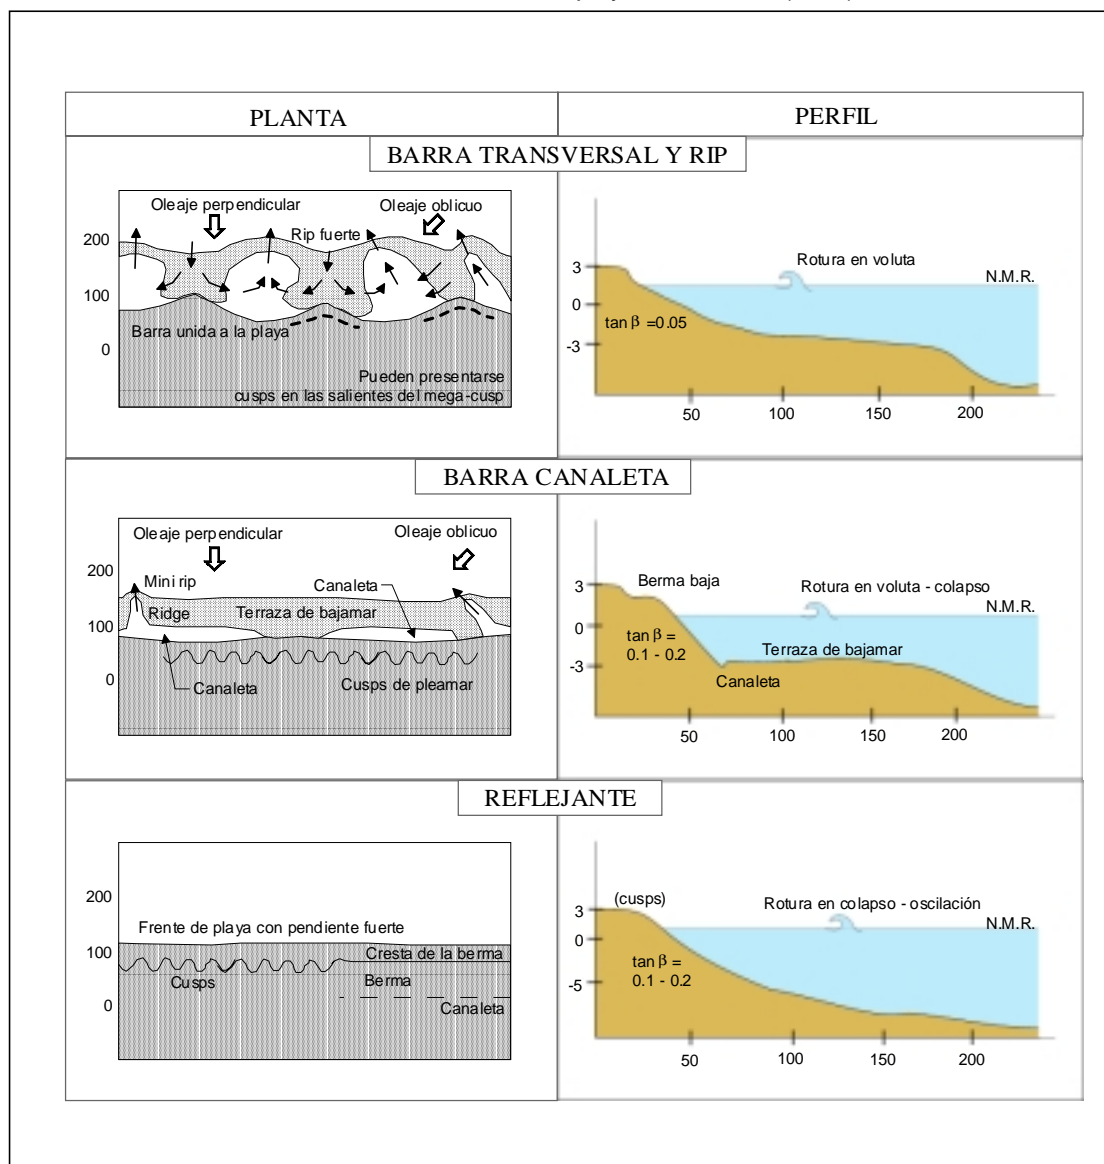 PLANTA
PERFIL
BARRA TRANSVERSAL Y RIP
Oleaje perpendicular
Oleaje oblicuo
Rip fuerte
200
100
0
Barra unida a la playa
Pueden presentarse
cusps en las salientes del mega-cusp
Rotura en voluta
N.M.R.
3
0
-3
tan β =0.05
50
100
150
200
BARRA CANALETA
Oleaje perpendicular
Oleaje oblicuo
200
100
0
Mini rip
Canaleta
Ridge
Terraza de bajamar
Canaleta
Cusps de pleamar
Berma baja
Rotura en voluta - colapso
N.M.R.
3
0
-3
tan β =
0.1 - 0.2
Terraza de bajamar
Canaleta
50
100
150
200
REFLEJANTE
200
100
0
Frente de playa con pendiente fuerte
Cresta de la berma
Cusps
Berma
Canaleta
(cusps)
Rotura en colapso - oscilación
N.M.R.
3
0
-5
tan β =
0.1 - 0.2
50
100
150
200